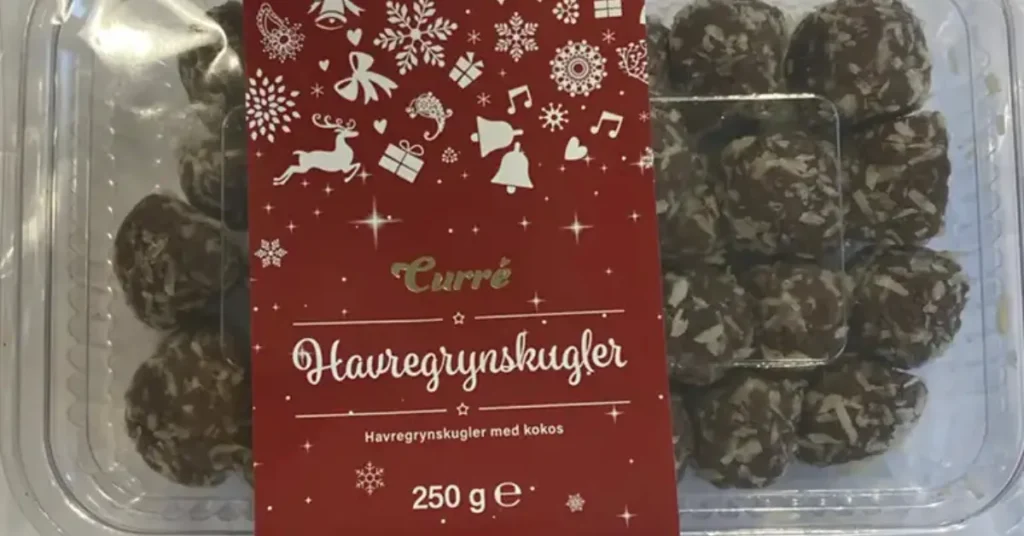 Curré
Havregrynskugler
Havregrynskugler med kokos
250 g ℮